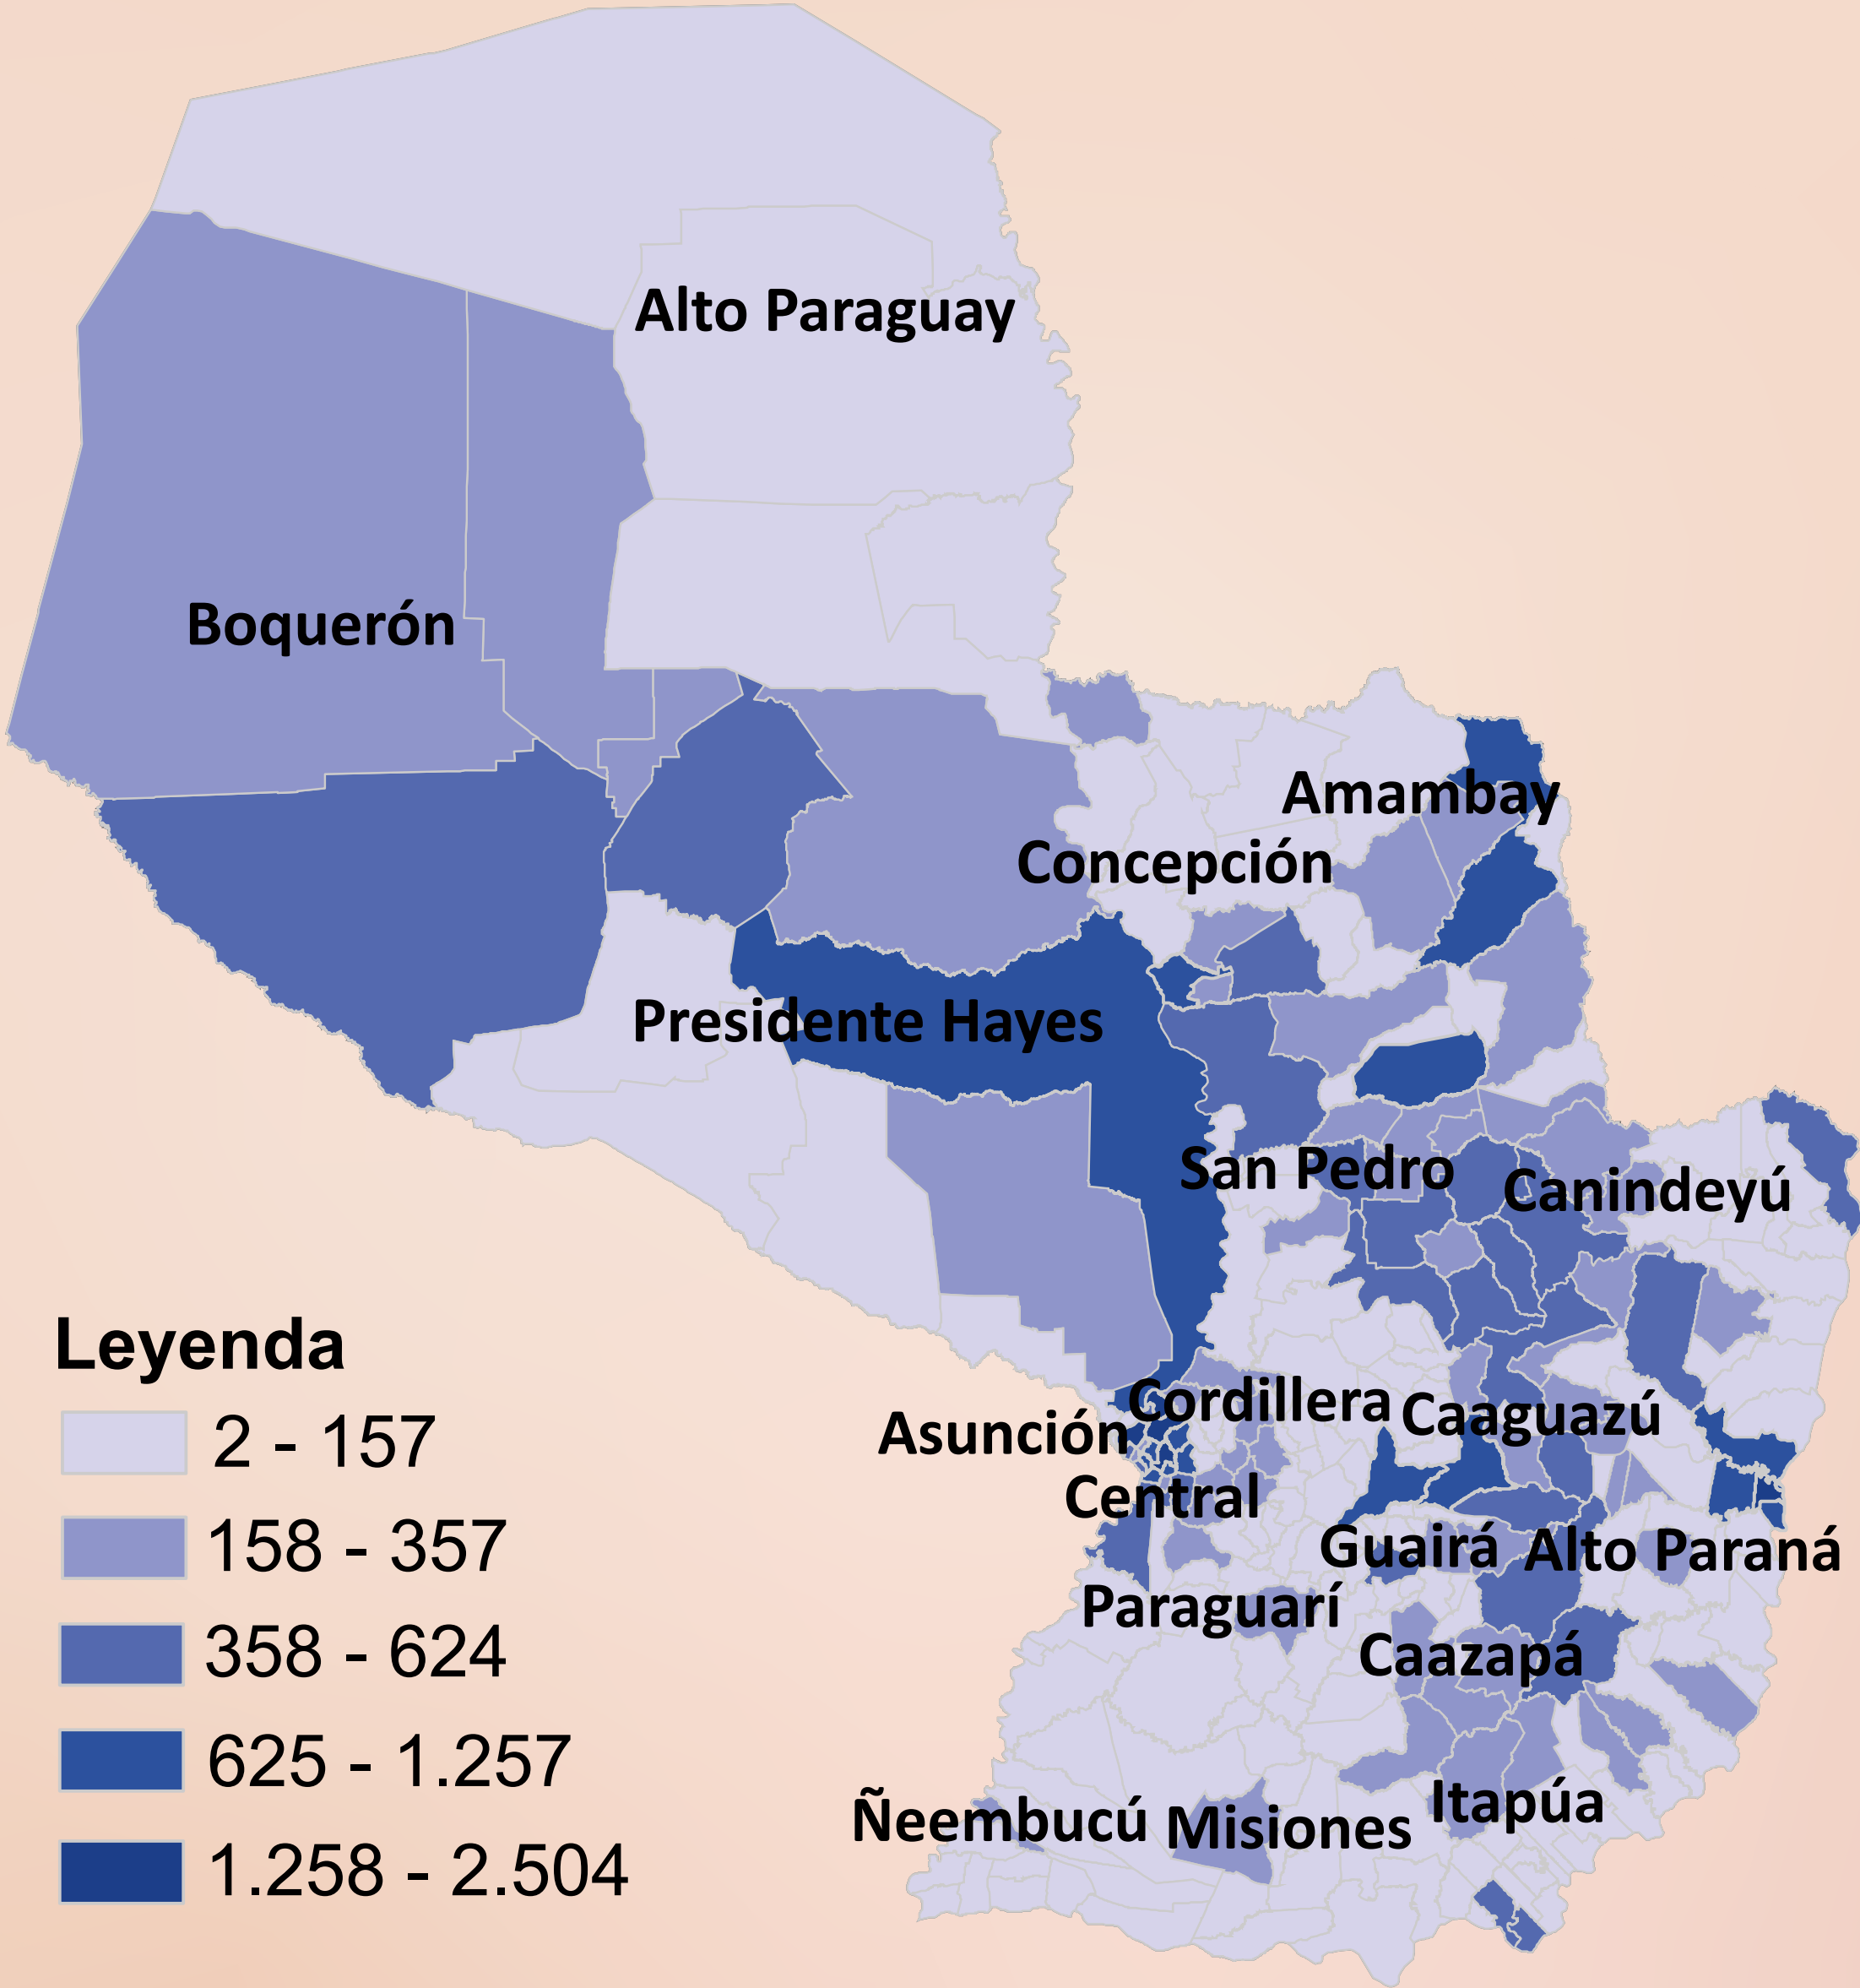 Alto Paraguay
Boquerón
Amambay
Concepción
Presidente Hayes
San Pedro
Canindeyú
Cordillera
Caaguazú
Asunción
Central
Guairá
Alto Paraná
Paraguarí
Caazapá
Itapúa
Ñeembucú
Misiones
Leyenda
2 - 157
158 - 357
358 - 624
625 - 1.257
1.258 - 2.504